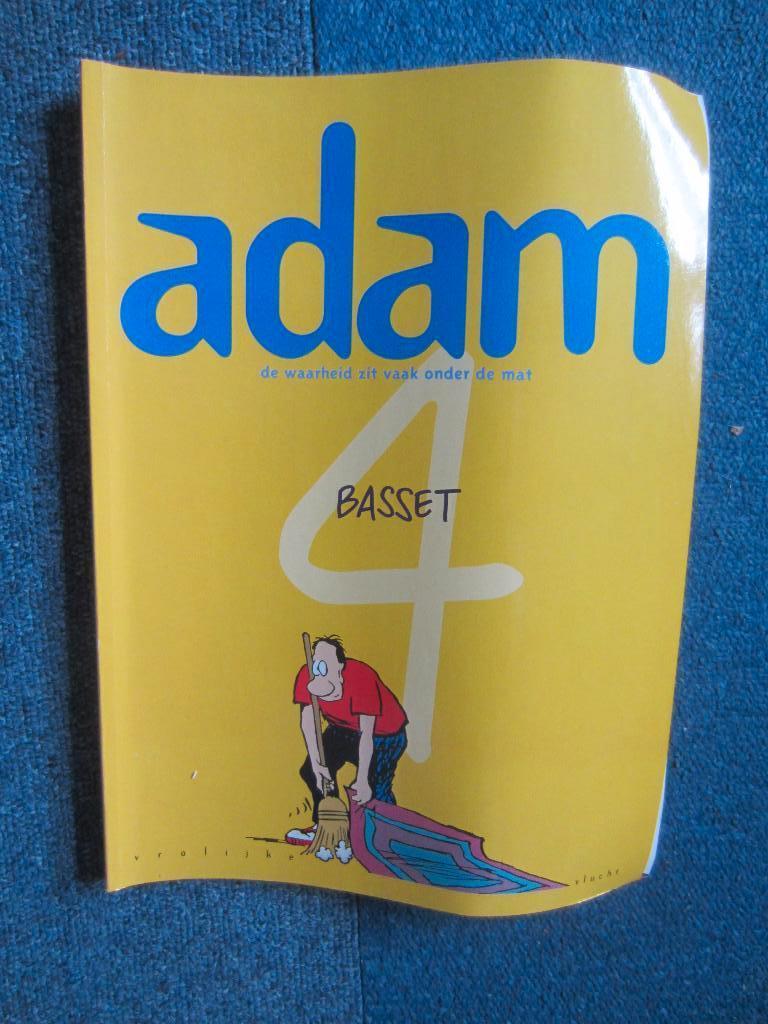 adam
de waarheid zit vaak onder de mat
4
BASSET
vrolijke vlucht